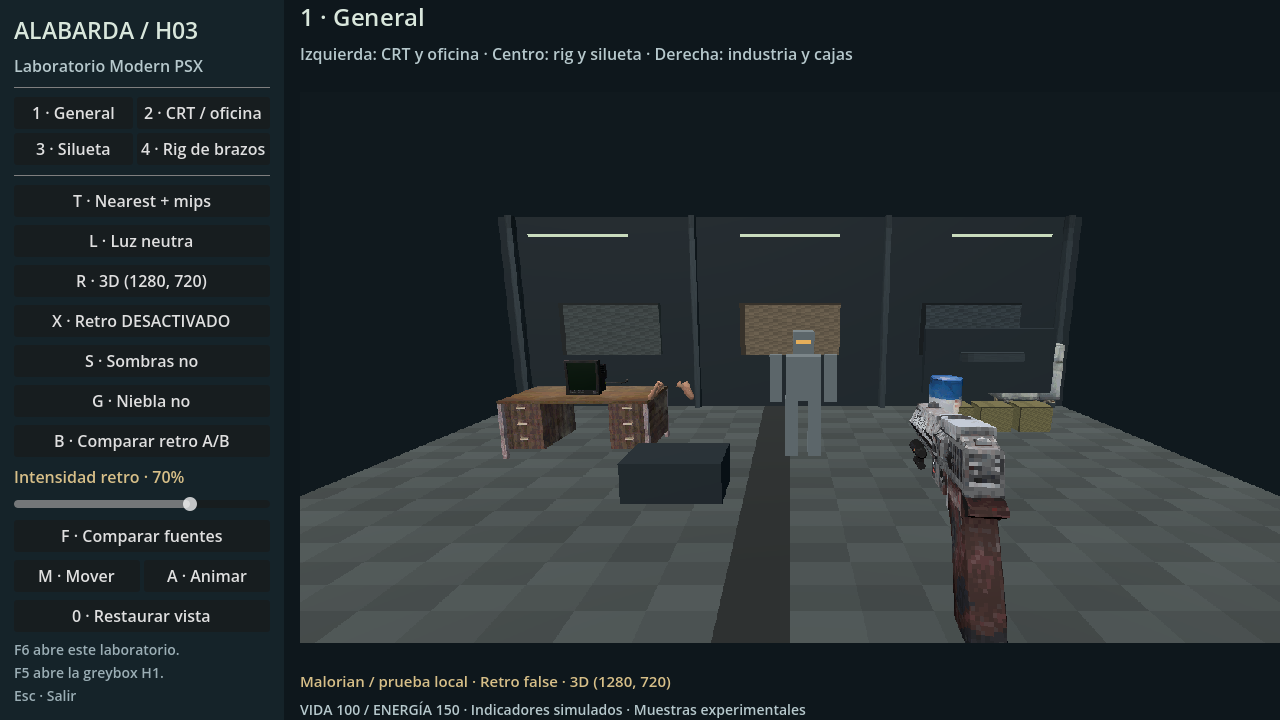 ALABARDA / H03
Laboratorio Modern PSX
1 · General
2 · CRT / oficina
3 · Silueta
4 · Rig de brazos
T · Nearest + mips
L · Luz neutra
R · 3D (1280, 720)
X · Retro DESACTIVADO
S · Sombras no
G · Niebla no
B · Comparar retro A/B
Intensidad retro · 70%
F · Comparar fuentes
M · Mover
A · Animar
0 · Restaurar vista
F6 abre este laboratorio.
F5 abre la greybox H1.
Esc · Salir
1 · General
Izquierda: CRT y oficina · Centro: rig y silueta · Derecha: industria y cajas
Malorian / prueba local · Retro false · 3D (1280, 720)
VIDA 100 / ENERGÍA 150 · Indicadores simulados · Muestras experimentales